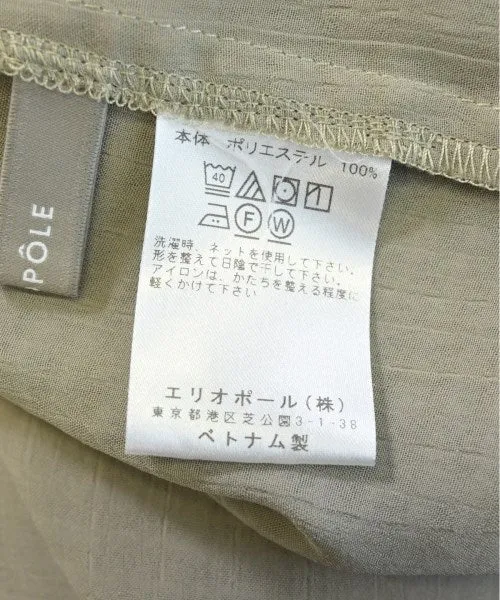 PÔLE
本体 ポリエステル 100%
40
F W
洗濯時、ネットを使用して下さい。
形を整えて日陰で干して下さい。
アイロンは、かたちを整える程度に
軽くかけて下さい
エリオポール(株)
東京都港区芝公園3-1-38
ベトナム製